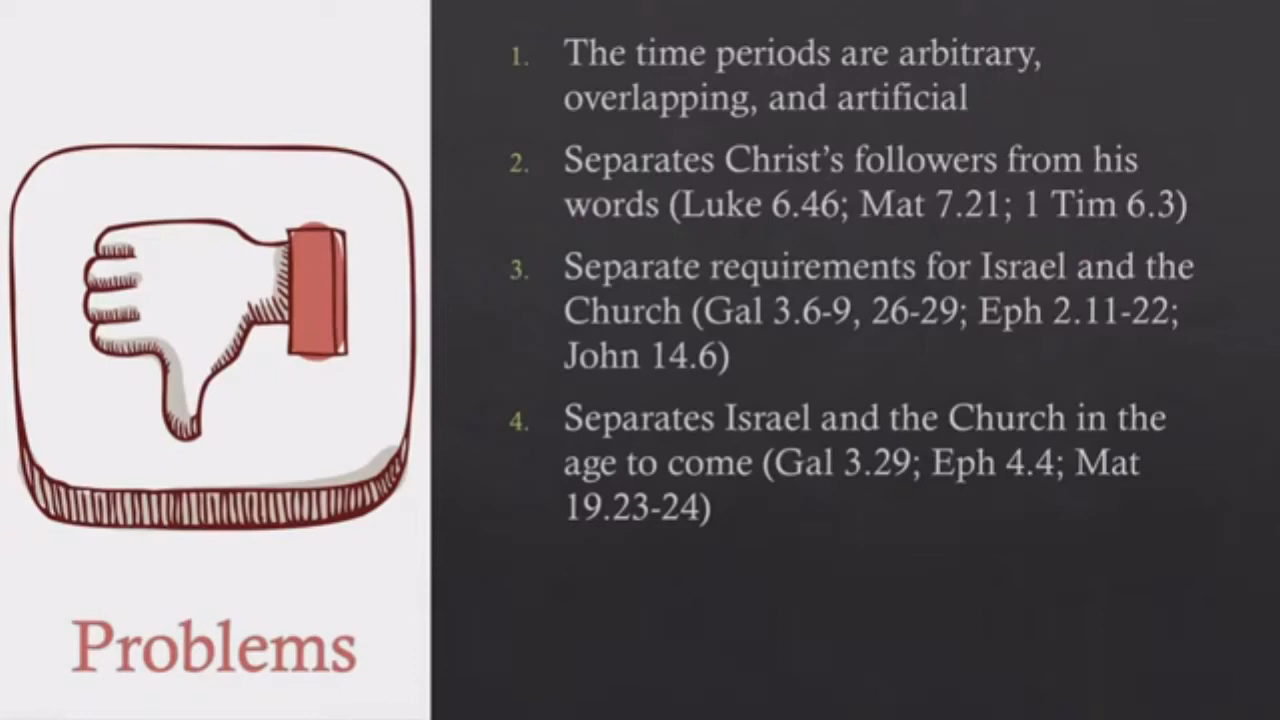 1. The time periods are arbitrary,
overlapping, and artificial
2. Separates Christ’s followers from his
words (Luke 6.46; Mat 7.21; 1 Tim 6.3)
3. Separate requirements for Israel and the
Church (Gal 3.6-9, 26-29; Eph 2.11-22;
John 14.6)
4. Separates Israel and the Church in the
age to come (Gal 3.29; Eph 4.4; Mat
19.23-24)
Problems